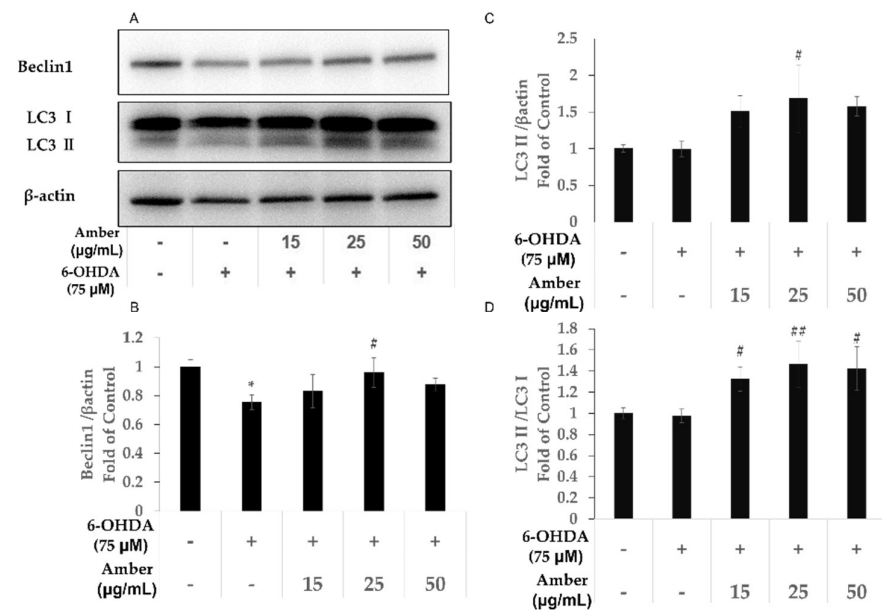 A
Beclin1
LC3 Ⅰ
LC3 Ⅱ
β-actin
Amber
(µg/mL)
- - 15 25 50
6-OHDA
(75 µM)
- + + + +
B
Beclin1/βactin
Fold of Control
1.2
1
0.8
0.6
0.4
0.2
0
*
#
6-OHDA
(75 µM)
- + + + +
Amber
(µg/mL)
- - 15 25 50
C
LC3 Ⅱ/βactin
Fold of Control
2.5
2
1.5
1
0.5
0
#
6-OHDA
(75 µM)
- + + + +
Amber
(µg/mL)
- - 15 25 50
D
LC3 Ⅱ/LC3 Ⅰ
Fold of Control
1.8
1.6
1.4
1.2
1
0.8
0.6
0.4
0.2
0
#
##
#
6-OHDA
(75 µM)
- + + + +
Amber
(µg/mL)
- - 15 25 50